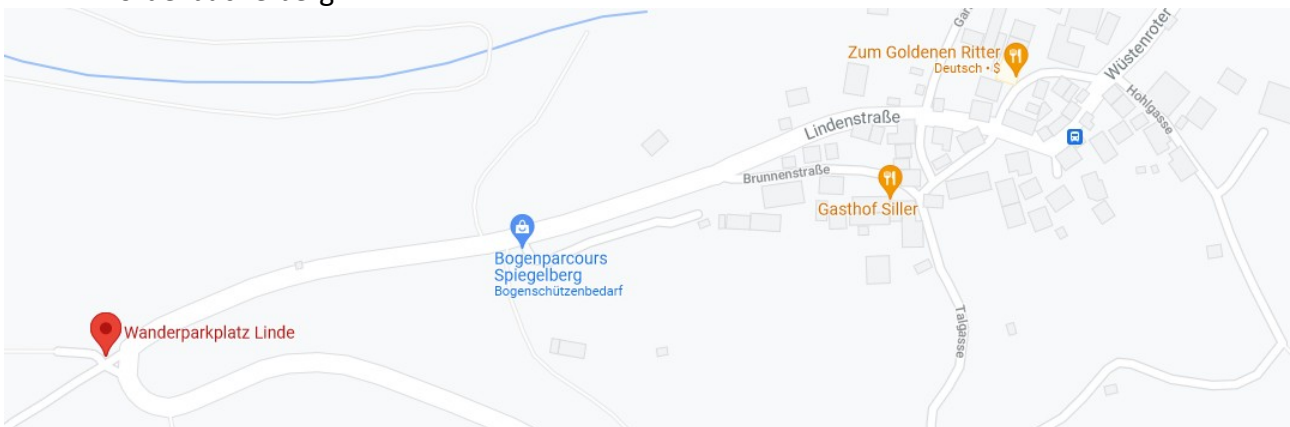 Zum Goldenen Ritter
Deutsch • $
Wüstenroter
Hohlgasse
Lindenstraße
Brunnenstraße
Gasthof Siller
Bogenparcours
Spiegelberg
Bogenschützenbedarf
Wanderparkplatz Linde
Talgasse